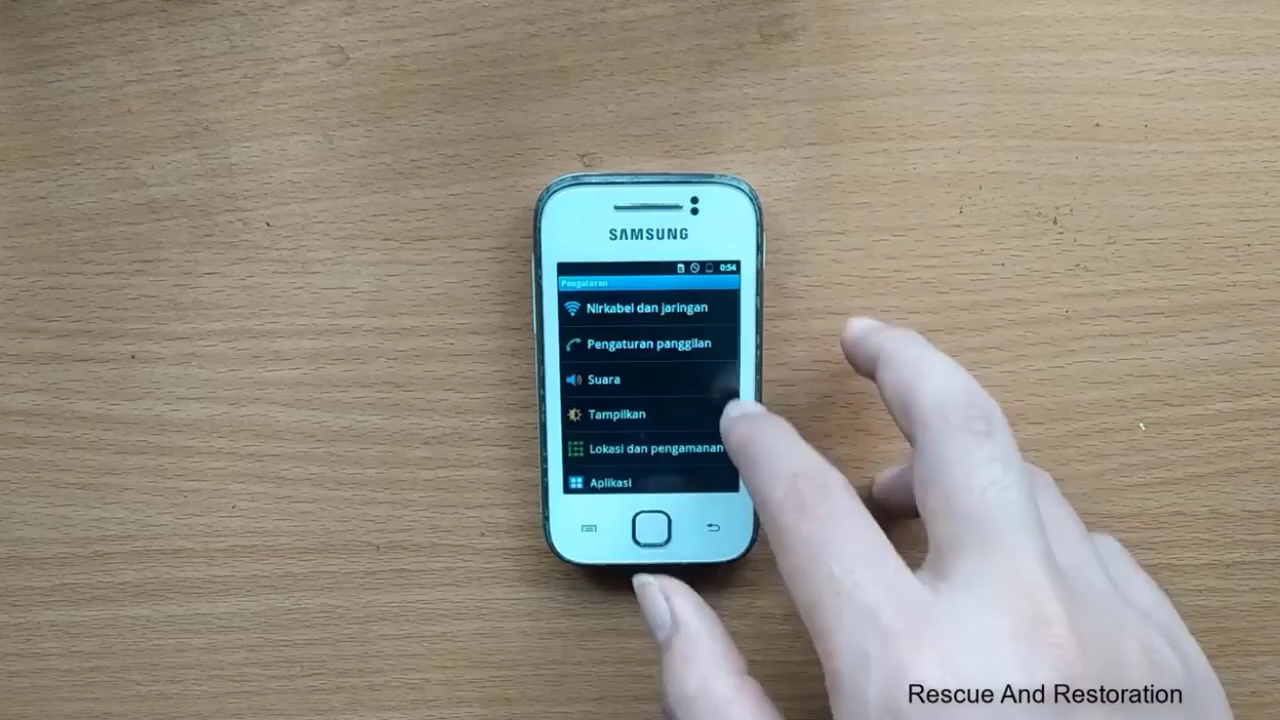 SAMSUNG
0:54
Pengaturan
Nirkabel dan jaringan
Pengaturan panggilan
Suara
Tampilkan
Lokasi dan pengamanan
Aplikasi
Rescue And Restoration